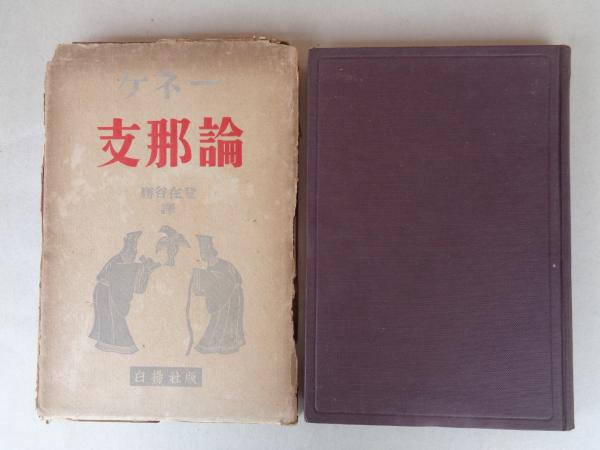 ケネー
支那論
勝谷在登
譯
白揚社版